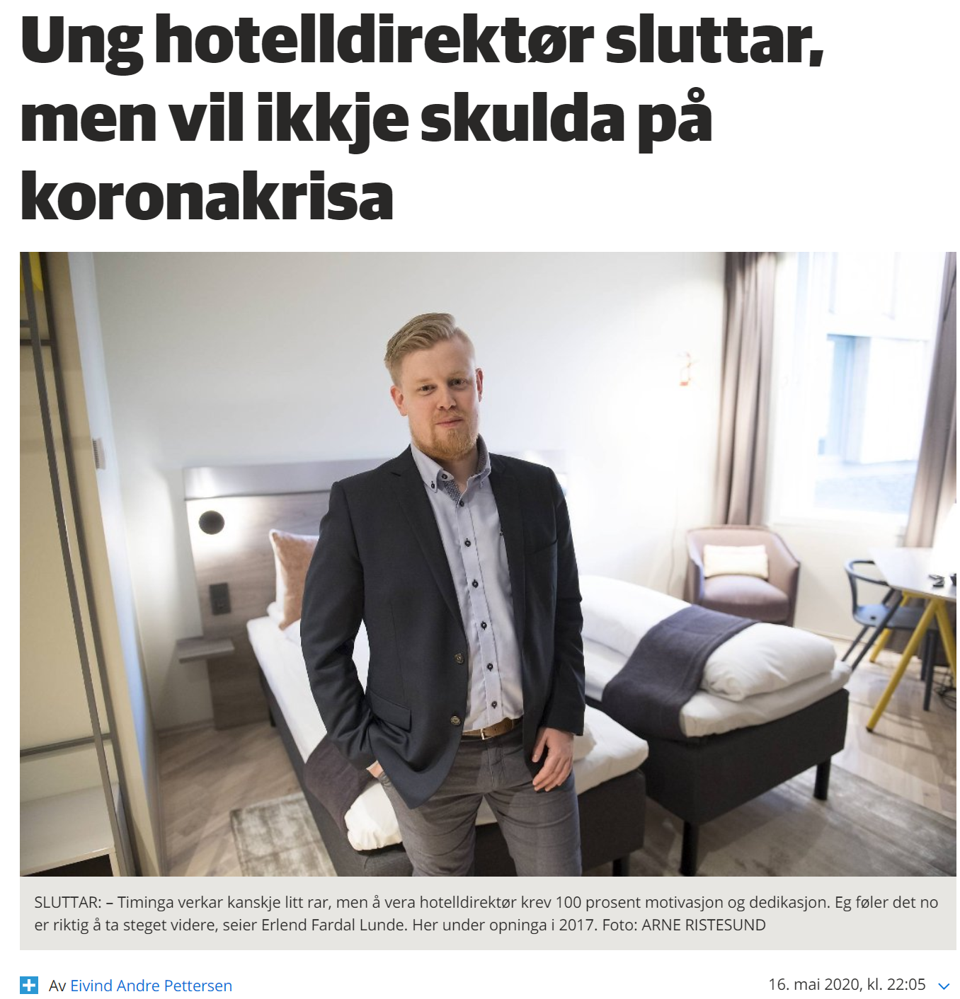 Ung hotelldirektør sluttar,
men vil ikkje skulda på
koronakrisa
SLUTTAR: – Timinga verkar kanskje litt rar, men å vera hotelldirektør krev 100 prosent motivasjon og dedikasjon. Eg føler det no
er riktig å ta steget videre, seier Erlend Fardal Lunde. Her under opninga i 2017. Foto: ARNE RISTESUND
Av Eivind Andre Pettersen
16. mai 2020, kl. 22:05